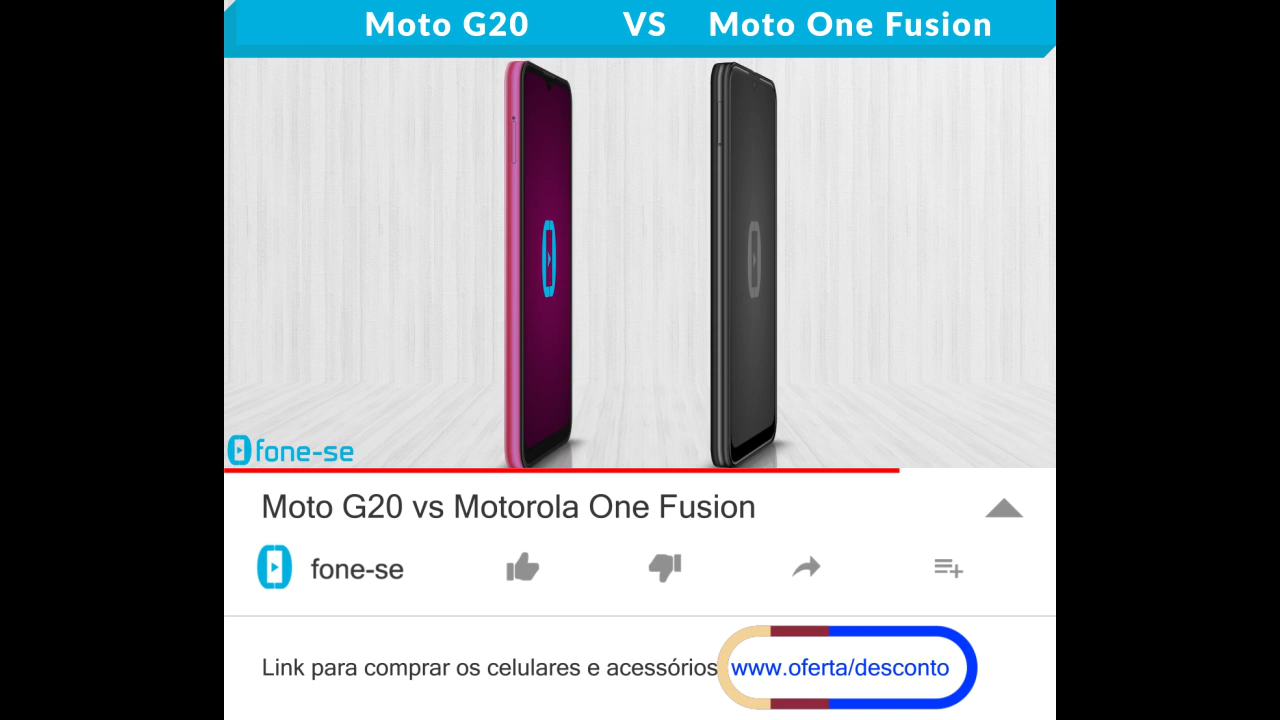 Moto G20 VS Moto One Fusion
fone-se
Moto G20 vs Motorola One Fusion
fone-se
Link para comprar os celulares e acessórios www.oferta/desconto